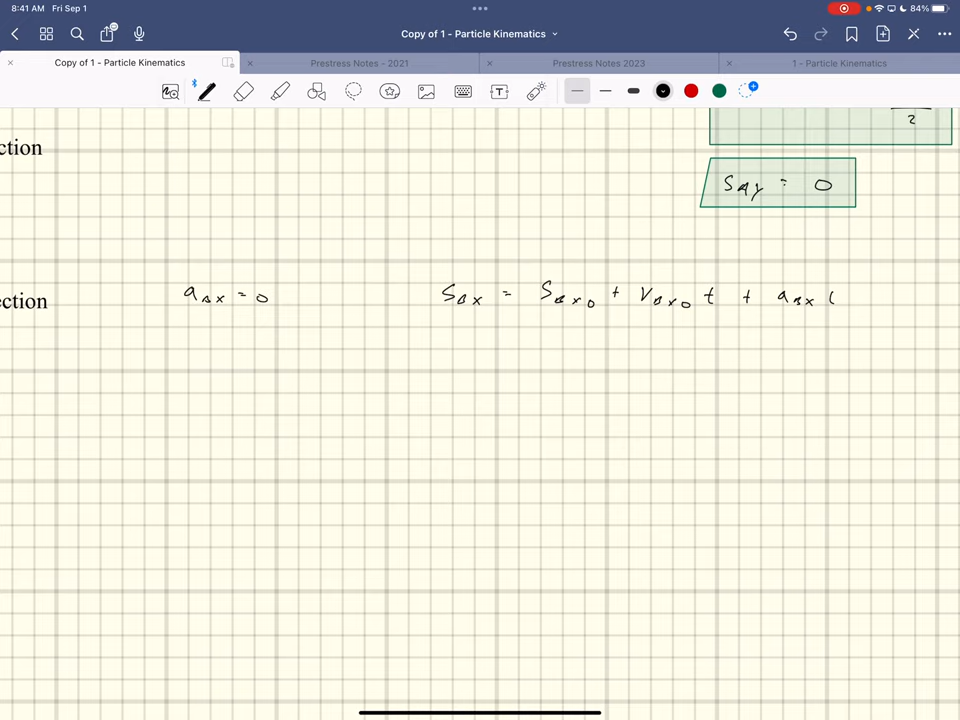 8:41 AM Fri Sep 1
84%
Copy of 1 - Particle Kinematics
Copy of 1 - Particle Kinematics
Prestress Notes - 2021
Prestress Notes 2023
1 - Particle Kinematics
T
2
ction
SAy = 0
ection
aBx = 0
SBx = SBx0 + VBx0 t + aBx (